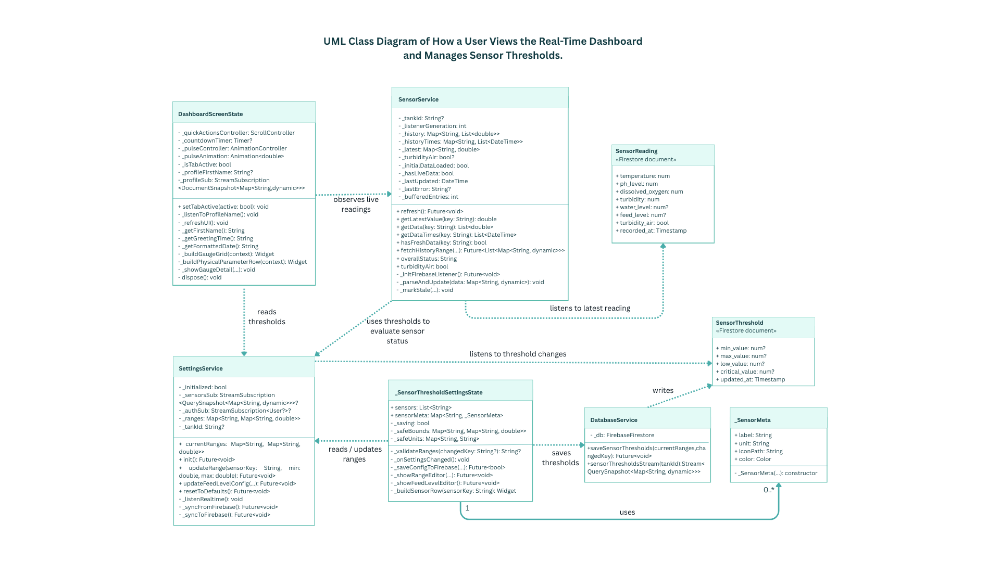 UML Class Diagram of How a User Views the Real-Time Dashboard
and Manages Sensor Thresholds.
DashboardScreenState
- _quickActionsController: ScrollController
- _countdownTimer: Timer?
- _pulseController: AnimationController
- _pulseAnimation: Animation<double>
- _isTabActive: bool
- _profileFirstName: String?
-_profileSub: StreamSubscription
<DocumentSnapshot<Map<String,dynamic>>>
+ setTabActive(active: bool): void
- _listenToProfileName(): void
- _refreshUI(): void
- _getFirstName(): String
- _getGreetingTime(): String
- _getFormattedDate(): String
- _buildGaugeGrid(context): Widget
-_buildPhysicalParameterRow(context): Widget
- _showGaugeDetail(...): void
- dispose(): void
observes live
readings
SensorService
- _tankId: String?
- _listenerGeneration: int
- _history: Map<String, List<double>>
- _historyTimes: Map<String, List<DateTime>>
- _latest: Map<String, double>
- _turbidityAir: bool?
- _initialDataLoaded: bool
- _hasLiveData: bool
- _lastUpdated: DateTime
- _lastError: String?
- _bufferedEntries: int
+ refresh(): Future<void>
+ getLatestValue(key: String): double
+ getData(key: String): List<double>
+ getDataTimes(key: String): List<DateTime>
+ hasFreshData(key: String): bool
+ fetchHistoryRange(...): Future<List<Map<String, dynamic>>>
+ overallStatus: String
+ turbidityAir: bool
- _initFirebaseListener(): Future<void>
- _parseAndUpdate(data: Map<String, dynamic>): void
- _markStale(...): void
SensorReading
«Firestore document»
+ temperature: num
+ ph_level: num
+ dissolved_oxygen: num
+ turbidity: num
+ water_level: num?
+ feed_level: num?
+ turbidity_air: bool
+ recorded_at: Timestamp
reads
thresholds
uses thresholds to
evaluate sensor
status
listens to latest reading
listens to threshold changes
SensorThreshold
«Firestore document»
+ min_value: num?
+ max_value: num?
+ low_value: num?
+ critical_value: num?
+ updated_at: Timestamp
SettingsService
- _initialized: bool
- _sensorsSub: StreamSubscription
<QuerySnapshot<Map<String, dynamic>>>?
- _authSub: StreamSubscription<User?>?
- _ranges: Map<String, Map<String, double>>
- _tankId: String?
+ currentRanges: Map<String, Map<String,
double>>
+ init(): Future<void>
+ updateRange(sensorKey: String, min:
double, max: double): Future<void>
+ updateFeedLevelConfig(...): Future<void>
+ resetToDefaults(): Future<void>
- _listenRealtime(): void
- _syncFromFirebase(): Future<void>
- _syncToFirebase(): Future<void>
reads / updates
ranges
_SensorThresholdSettingsState
+ sensors: List<String>
+ sensorMeta: Map<String, _SensorMeta>
- _saving: bool
- _safeBounds: Map<String, Map<String, double>>
- _safeUnits: Map<String, String>
- _validateRanges(changedKey: String?): String?
- _onSettingsChanged(): void
- _saveConfigToFirebase(...): Future<bool>
- _showRangeEditor(...): Future<void>
- _showFeedLevelEditor(): Future<void>
- _buildSensorRow(sensorKey: String): Widget
saves
thresholds
writes
DatabaseService
- _db: FirebaseFirestore
+saveSensorThresholds(currentRanges,cha
ngedKey): Future<void>
+sensorThresholdsStream(tankId):Stream<
QuerySnapshot<Map<String, dynamic>>>
_SensorMeta
+ label: String
+ unit: String
+ iconPath: String
+ color: Color
- _SensorMeta(...): constructor
0..*
1
uses